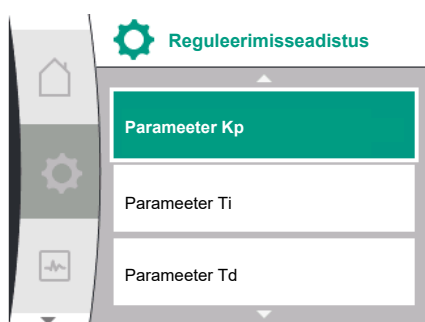 Reguleerimisseadistus
Parameeter Kp
Parameeter Ti
Parameeter Td